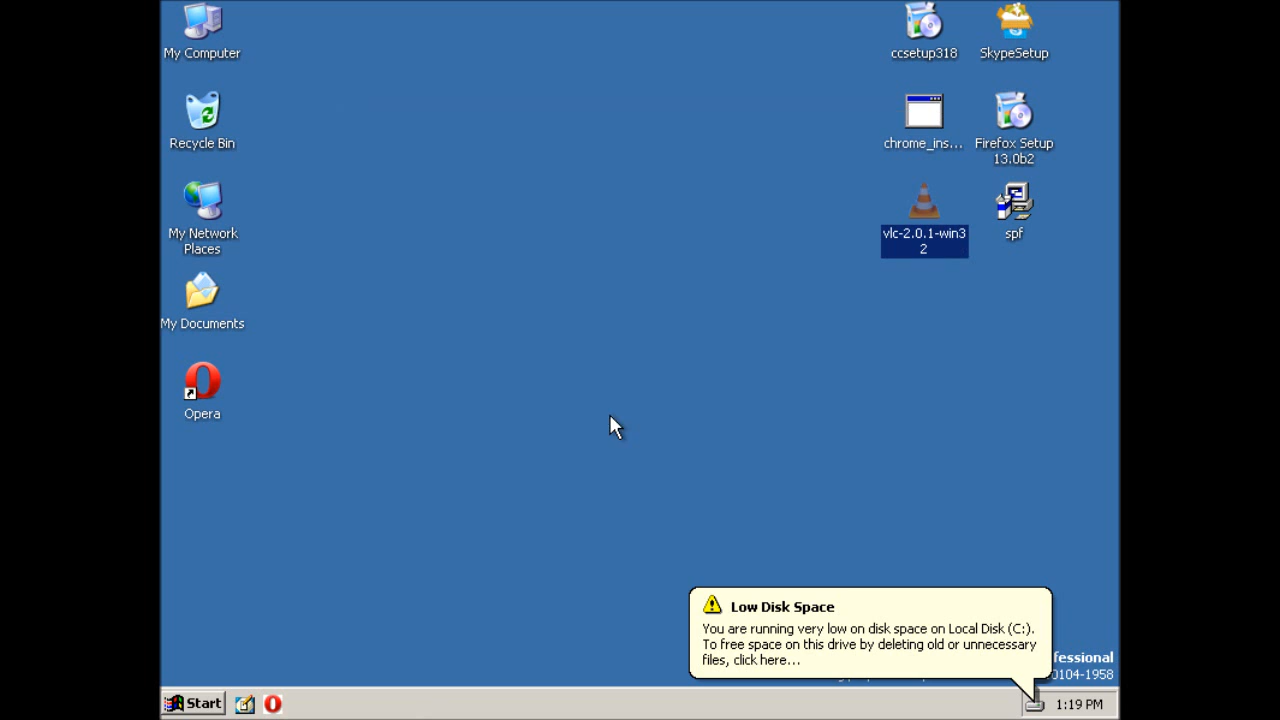 My Computer
Recycle Bin
My Network
Places
My Documents
Opera
ccsetup318
SkypeSetup
chrome_ins...
Firefox Setup
13.0b2
vlc-2.0.1-win3
2
spf
Low Disk Space
You are running very low on disk space on Local Disk (C:).
To free space on this drive by deleting old or unnecessary
files, click here...
fessional
0104-1958
Start
1:19 PM